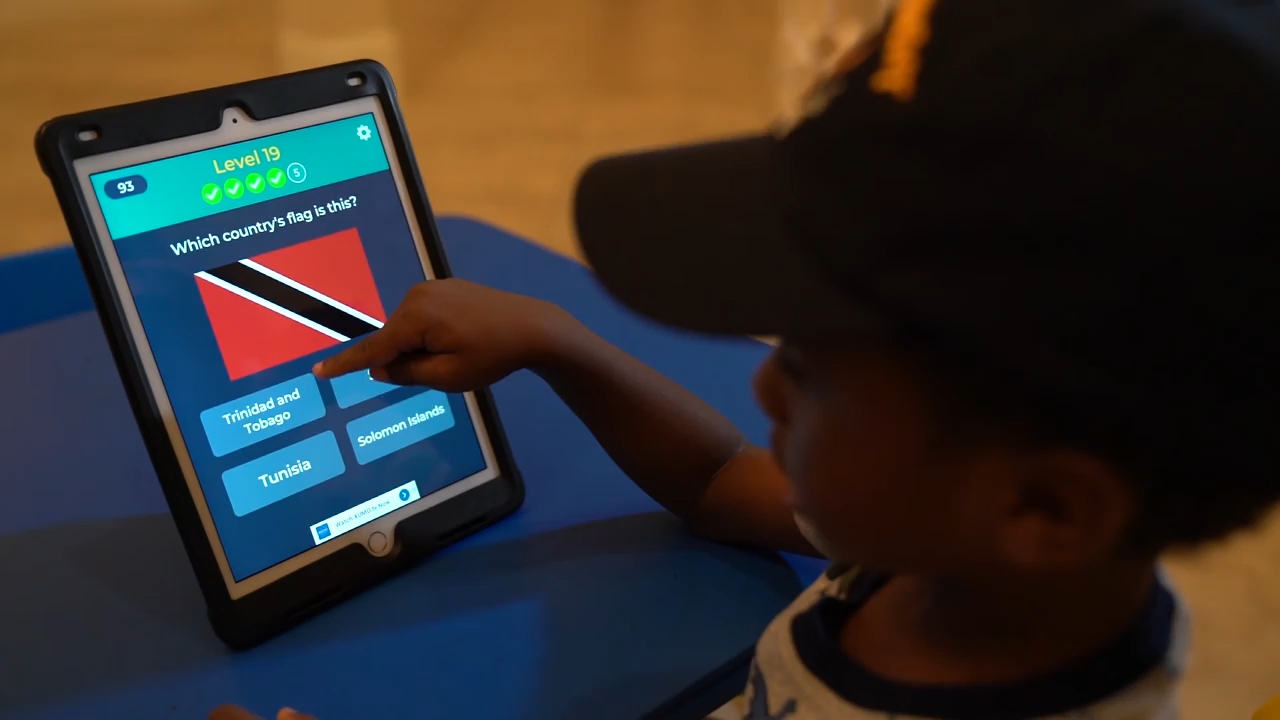 93
Level 19
5
Which country's flag is this?
Trinidad and
Tobago
Solomon Islands
Tunisia